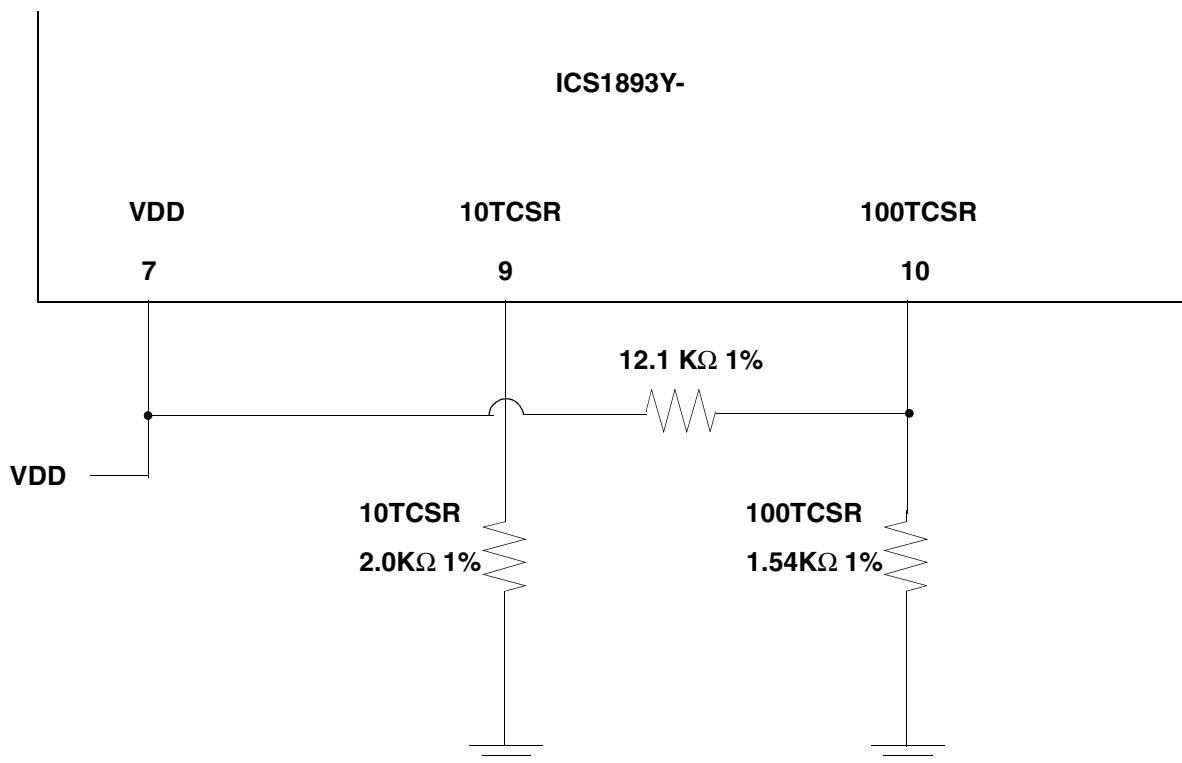 ICS1893Y-
VDD
10TCSR
100TCSR
7
9
10
12.1 KΩ 1%
VDD
10TCSR
2.0KΩ 1%
100TCSR
1.54KΩ 1%